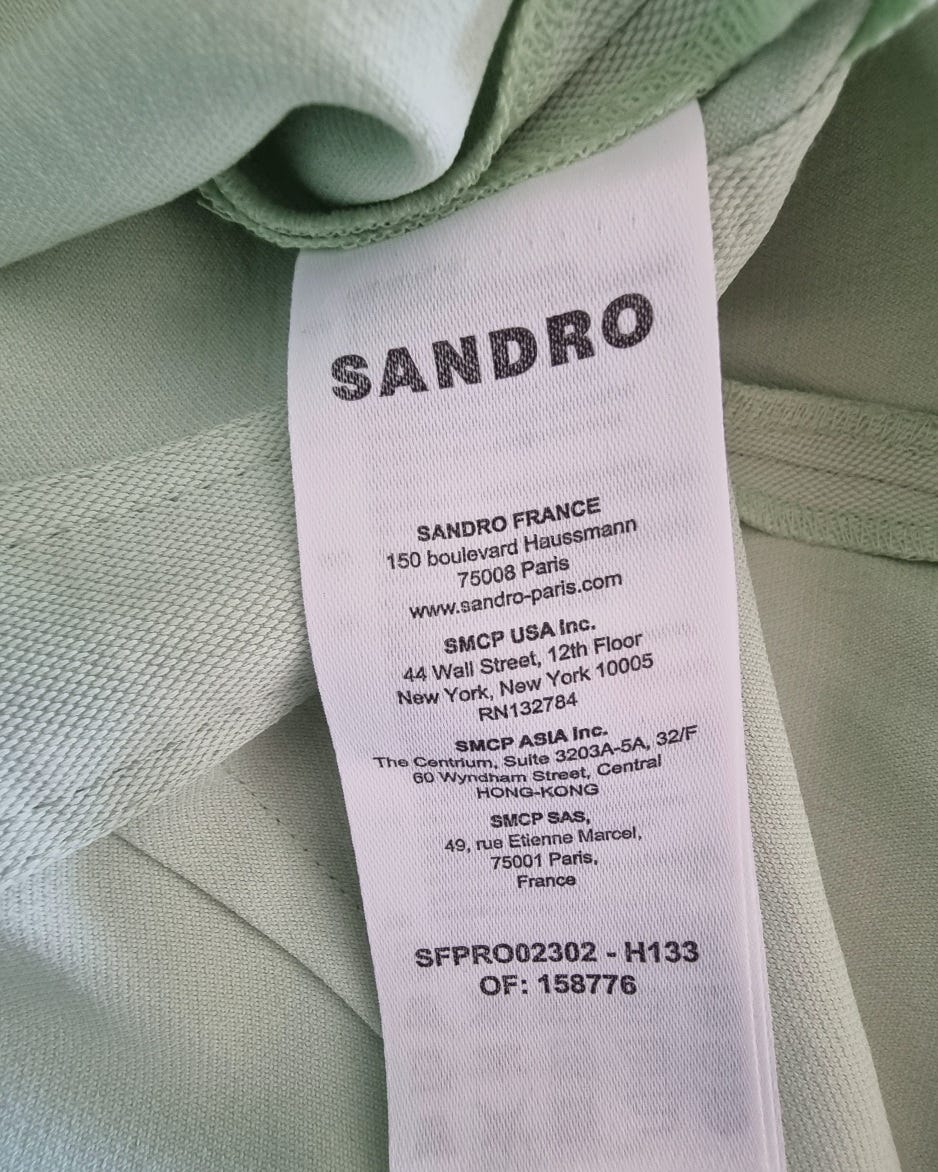 SANDRO
SANDRO FRANCE
150 boulevard Haussmann
75008 Paris
www.sandro-paris.com
SMCP USA Inc.
44 Wall Street, 12th Floor
New York, New York 10005
RN132784
SMCP ASIA Inc.
The Centrium, Suite 3203A-5A, 32/F
60 Wyndham Street, Central
HONG-KONG
SMCP SAS,
49, rue Etienne Marcel,
75001 Paris,
France
SFPRO02302 - H133
OF: 158776